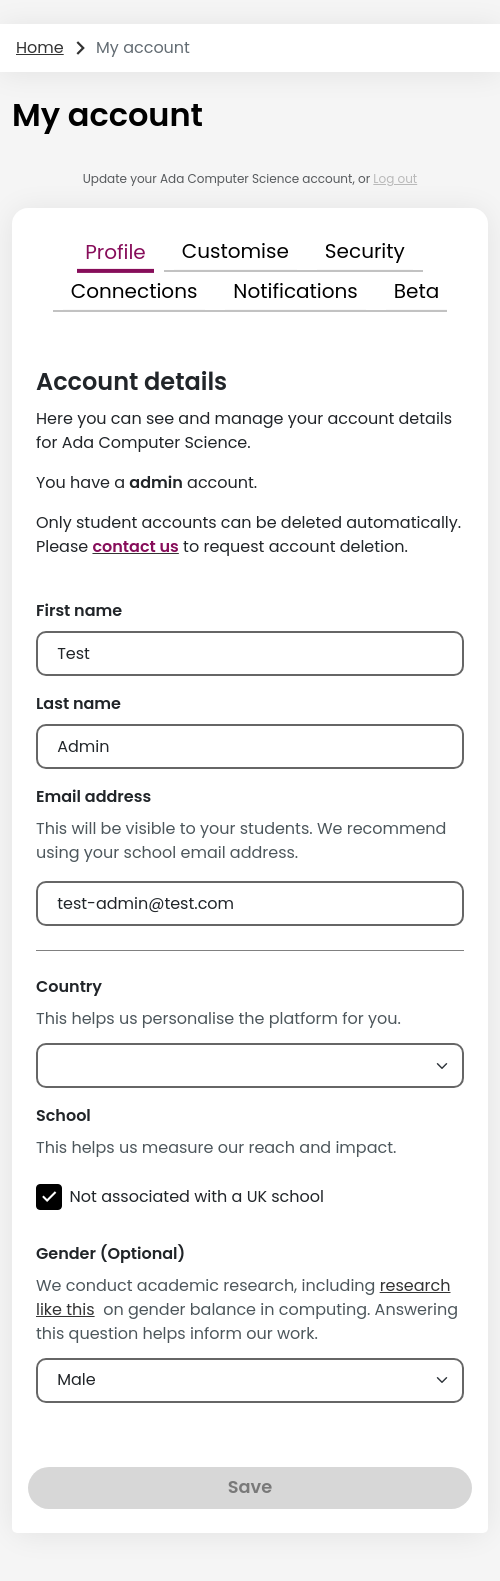 Home > My account
My account
Update your Ada Computer Science account, or Log out
Profile Customise Security
Connections Notifications Beta
Account details
Here you can see and manage your account details
for Ada Computer Science.
You have a admin account.
Only student accounts can be deleted automatically.
Please contact us to request account deletion.
First name
Test
Last name
Admin
Email address
This will be visible to your students. We recommend
using your school email address.
test-admin@test.com
Country
This helps us personalise the platform for you.
School
This helps us measure our reach and impact.
Not associated with a UK school
Gender (Optional)
We conduct academic research, including research
like this on gender balance in computing. Answering
this question helps inform our work.
Male
Save